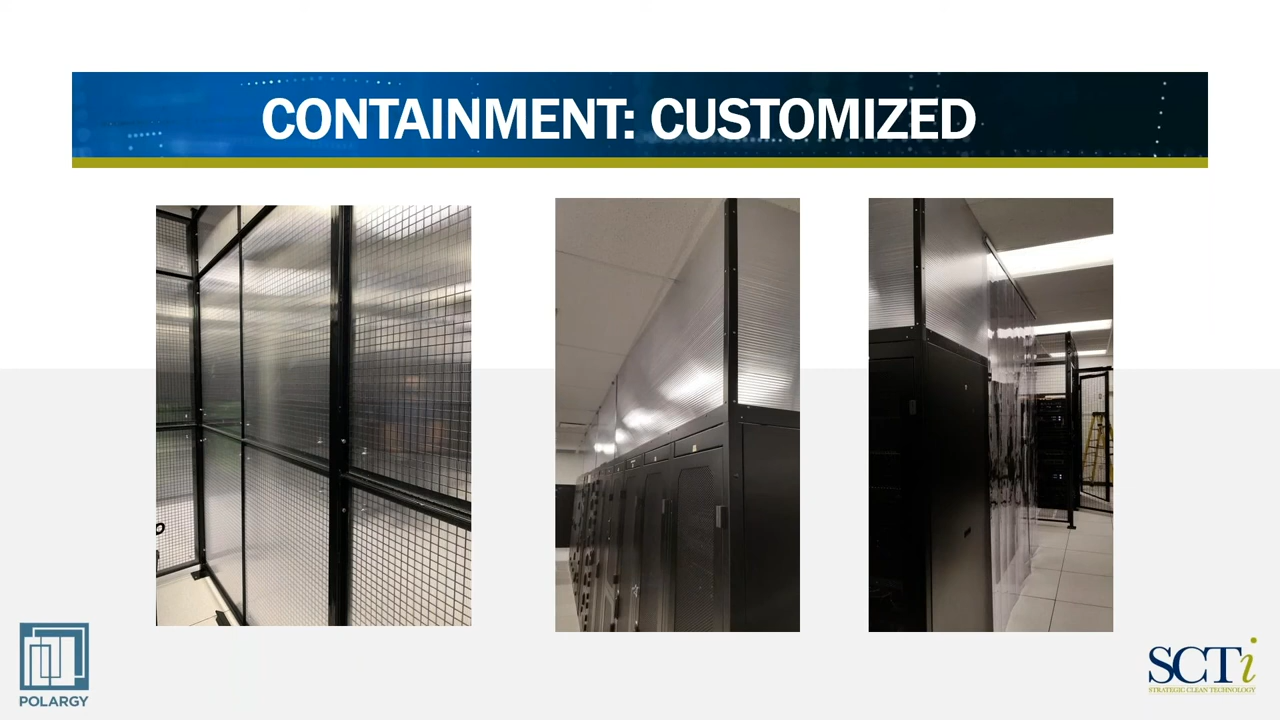 CONTAINMENT: CUSTOMIZED
POLARGY
SCTi
STRATEGIC CLEAN TECHNOLOGY